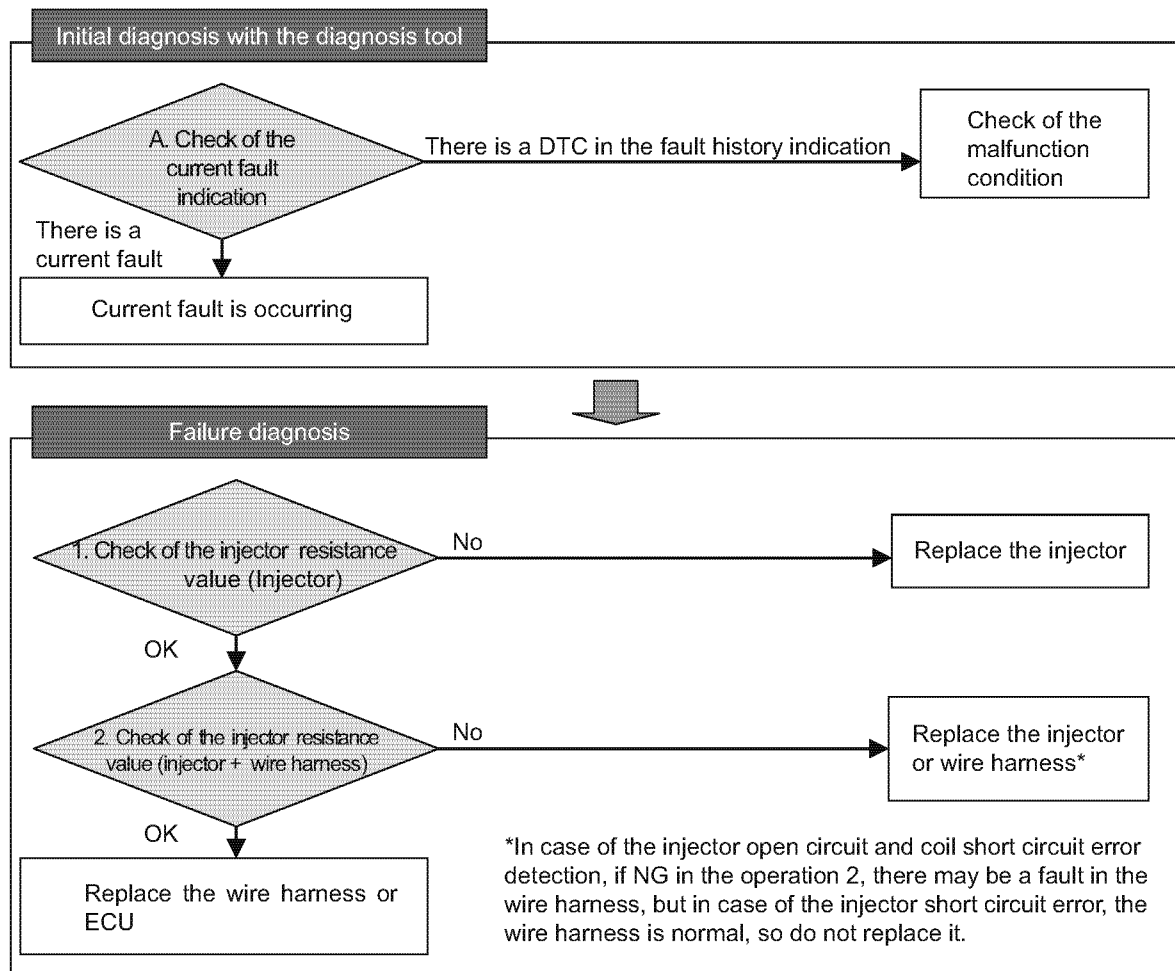 Initial diagnosis with the diagnosis tool
A. Check of the
current fault
indication
There is a DTC in the fault history indication
Check of the
malfunction
condition
There is a
current fault
Current fault is occurring
Failure diagnosis
1. Check of the injector resistance
value (Injector)
No
Replace the injector
OK
2. Check of the injector resistance
value (injector + wire harness)
No
Replace the injector
or wire harness*
OK
Replace the wire harness or
ECU
*In case of the injector open circuit and coil short circuit error
detection, if NG in the operation 2, there may be a fault in the
wire harness, but in case of the injector short circuit error, the
wire harness is normal, so do not replace it.